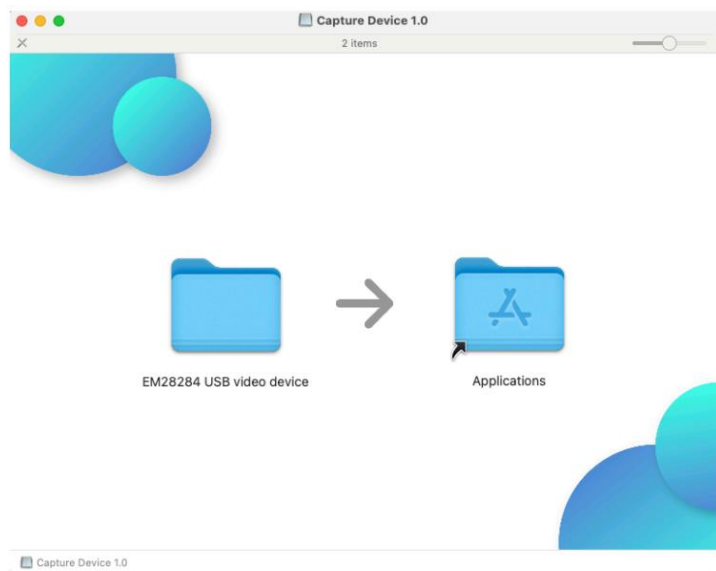 Capture Device 1.0
2 items
EM28284 USB video device
Applications
Capture Device 1.0